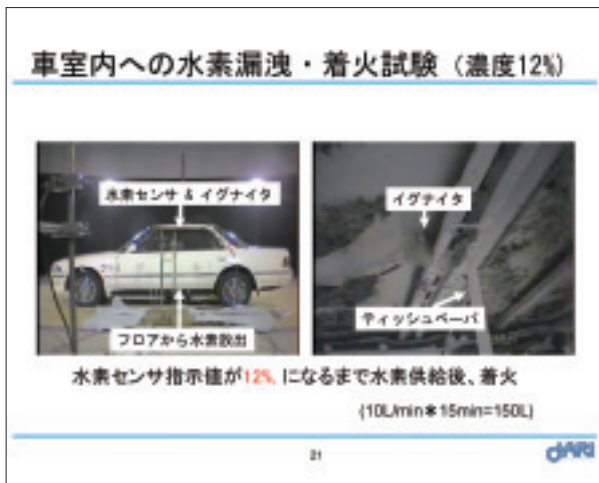 車室内への水素漏洩・着火試験（濃度12%）
水素センサ & イグナイタ
フロアから水素放出
イグナイタ
ティッシュペーパ
水素センサ指示値が12%になるまで水素供給後、着火
(10L/min＊15min=150L)
21
JARI